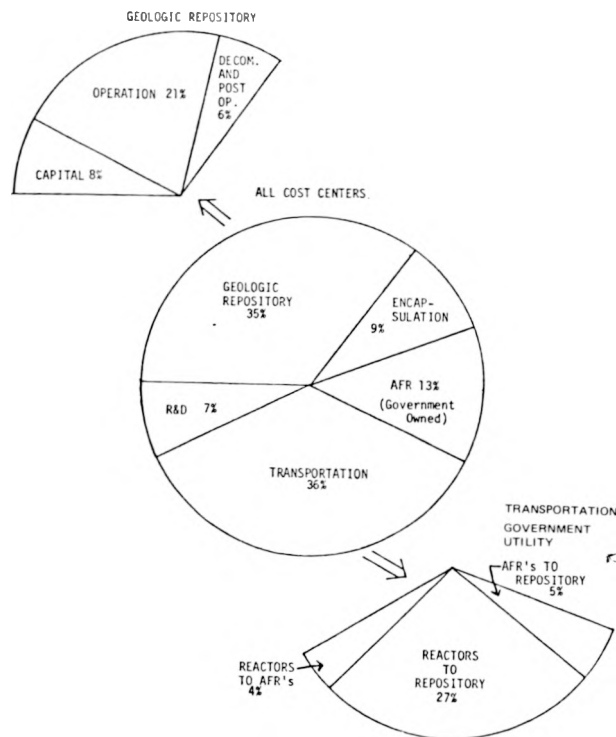 GEOLOGIC REPOSITORY
DECOM.
AND
POST
OP.
6%
OPERATION 21%
CAPITAL 8%
ALL COST CENTERS.
GEOLOGIC
REPOSITORY
35%
ENCAP-
SULATION
9%
AFR 13%
(Government
Owned)
R&D 7%
TRANSPORTATION
36%
TRANSPORTATION
GOVERNMENT
UTILITY
AFR's TO
REPOSITORY
5%
REACTORS
TO AFR's
4%
REACTORS
TO
REPOSITORY
27%